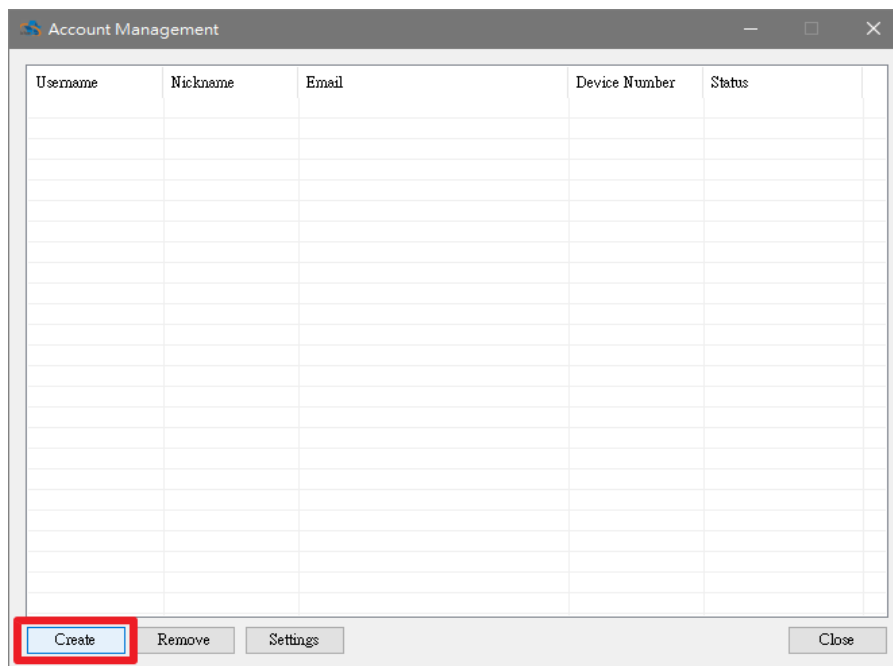 Account Management
Username Nickname Email Device Number Status
Create Remove Settings Close